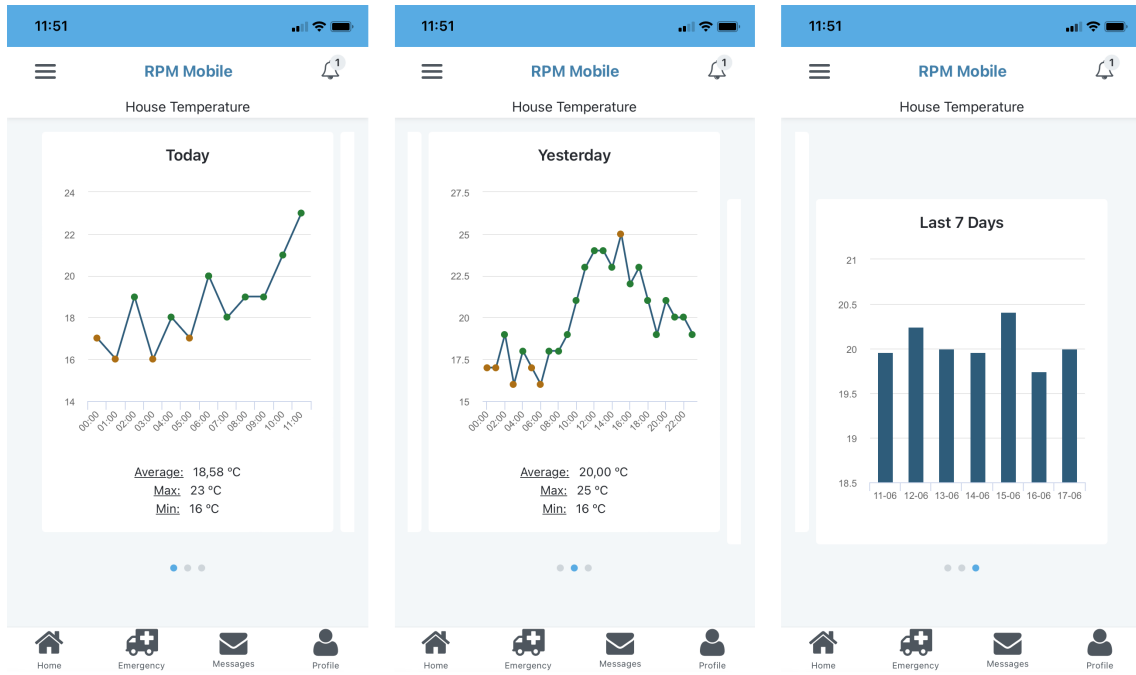 11:51
RPM Mobile
1
House Temperature
Today
24
22
20
18
16
14
00:00 01:00 02:00 03:00 04:00 05:00 06:00 07:00 08:00 09:00 10:00 11:00
Average: 18,58 ºC
Max: 23 ºC
Min: 16 ºC
Home Emergency Messages Profile
11:51
RPM Mobile
1
House Temperature
Yesterday
27.5
25
22.5
20
17.5
15
00:00 02:00 04:00 06:00 08:00 10:00 12:00 14:00 16:00 18:00 20:00 22:00
Average: 20,00 ºC
Max: 25 ºC
Min: 16 ºC
Home Emergency Messages Profile
11:51
RPM Mobile
1
House Temperature
Last 7 Days
21
20.5
20
19.5
19
18.5
11-06 12-06 13-06 14-06 15-06 16-06 17-06
Home Emergency Messages Profile